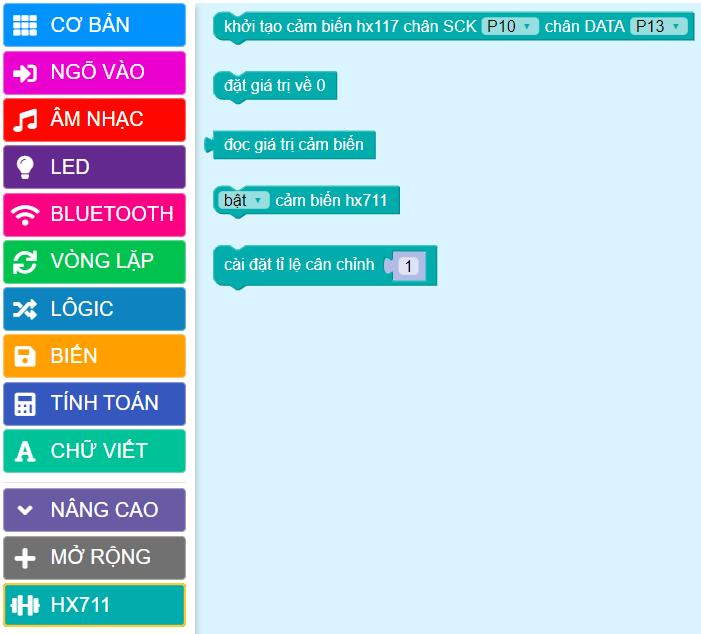 CƠ BẢN
NGÕ VÀO
ÂM NHẠC
LED
BLUETOOTH
VÒNG LẶP
LÔGIC
BIẾN
TÍNH TOÁN
CHỮ VIẾT
NÂNG CAO
MỞ RỘNG
HX711
khởi tạo cảm biến hx117 chân SCK P10 chân DATA P13
đặt giá trị về 0
đọc giá trị cảm biến
bật cảm biến hx711
cài đặt tỉ lệ cân chỉnh 1